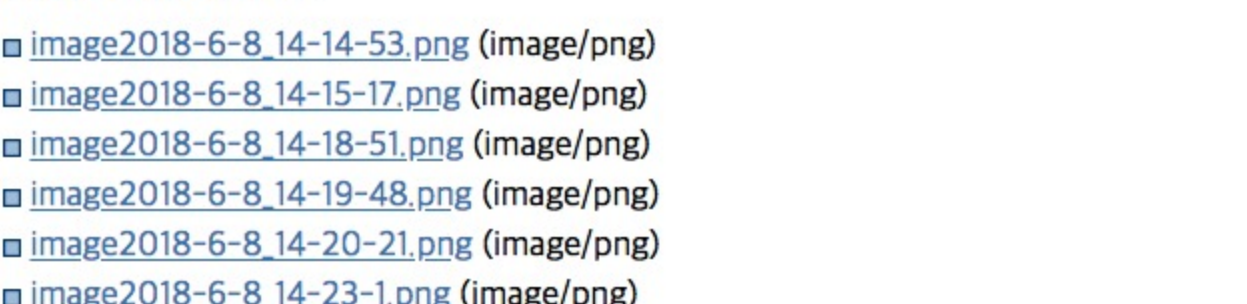 image2018-6-8_14-14-53.png (image/png)
image2018-6-8_14-15-17.png (image/png)
image2018-6-8_14-18-51.png (image/png)
image2018-6-8_14-19-48.png (image/png)
image2018-6-8_14-20-21.png (image/png)
image2018-6-8_14-23-1.png (image/png)